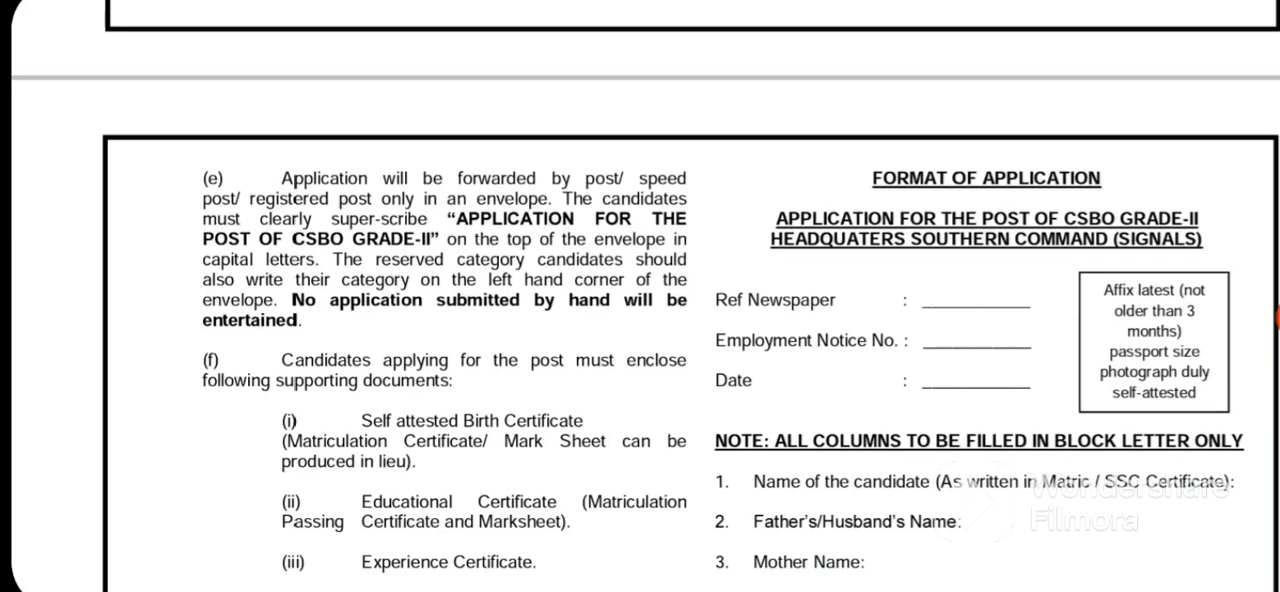 (e) Application will be forwarded by post/ speed
post/ registered post only in an envelope. The candidates
must clearly super-scribe “APPLICATION FOR THE
POST OF CSBO GRADE-II” on the top of the envelope in
capital letters. The reserved category candidates should
also write their category on the left hand corner of the
envelope. No application submitted by hand will be
entertained.
(f) Candidates applying for the post must enclose
following supporting documents:
(i) Self attested Birth Certificate
(Matriculation Certificate/ Mark Sheet can be
produced in lieu).
(ii) Educational Certificate (Matriculation
Passing Certificate and Marksheet).
(iii) Experience Certificate.
FORMAT OF APPLICATION
APPLICATION FOR THE POST OF CSBO GRADE-II
HEADQUATERS SOUTHERN COMMAND (SIGNALS)
Ref Newspaper : ____________
Employment Notice No. : ____________
Date : ____________
Affix latest (not
older than 3
months)
passport size
photograph duly
self-attested
NOTE: ALL COLUMNS TO BE FILLED IN BLOCK LETTER ONLY
1. Name of the candidate (As written in Matric / SSC Certificate):
2. Father’s/Husband’s Name:
3. Mother Name:
Wondershare
Filmora